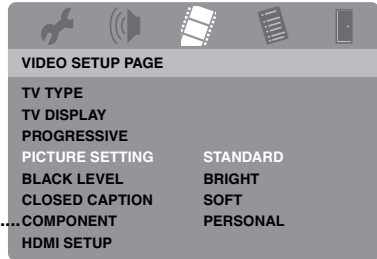 VIDEO SETUP PAGE
TV TYPE
TV DISPLAY
PROGRESSIVE
PICTURE SETTING STANDARD
BLACK LEVEL BRIGHT
CLOSED CAPTION SOFT
....COMPONENT PERSONAL
HDMI SETUP